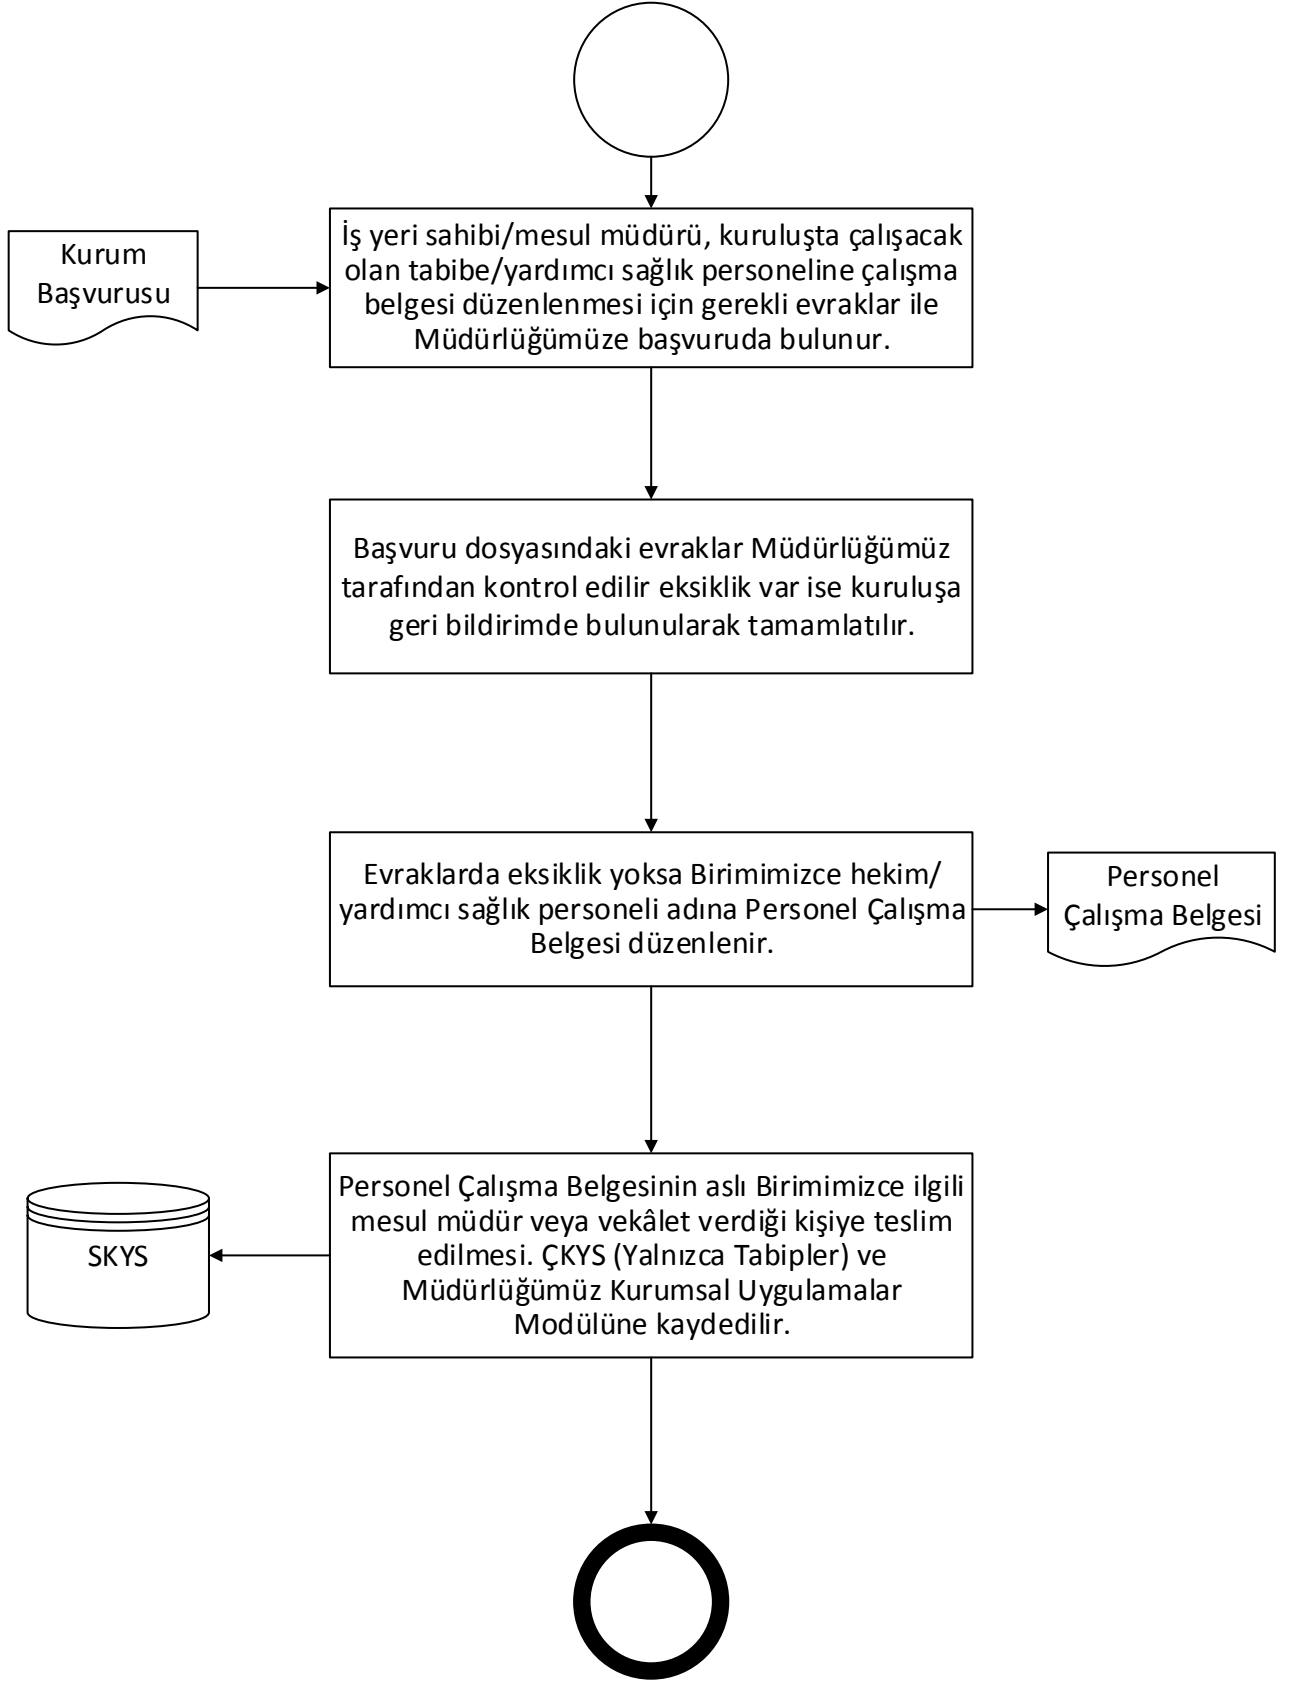 Kurum
Başvurusu
İş yeri sahibi/mesul müdürü, kuruluşta çalışacak
olan tabibe/yardımcı sağlık personeline çalışma
belgesi düzenlenmesi için gerekli evraklar ile
Müdürlüğümüze başvuruda bulunur.
Başvuru dosyasındaki evraklar Müdürlüğümüz
tarafından kontrol edilir eksiklik var ise kuruluşa
geri bildirimde bulunularak tamamlatılır.
Evraklarda eksiklik yoksa Birimimizce hekim/
yardımcı sağlık personeli adına Personel Çalışma
Belgesi düzenlenir.
Personel
Çalışma Belgesi
Personel Çalışma Belgesinin aslı Birimimizce ilgili
mesul müdür veya vekâlet verdiği kişiye teslim
edilmesi. ÇKYS (Yalnızca Tabipler) ve
Müdürlüğümüz Kurumsal Uygulamalar
Modülüne kaydedilir.
SKYS